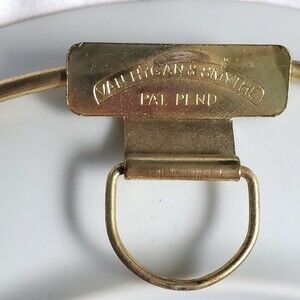 VAN HYGAN & SMYTHE
PAT. PEND